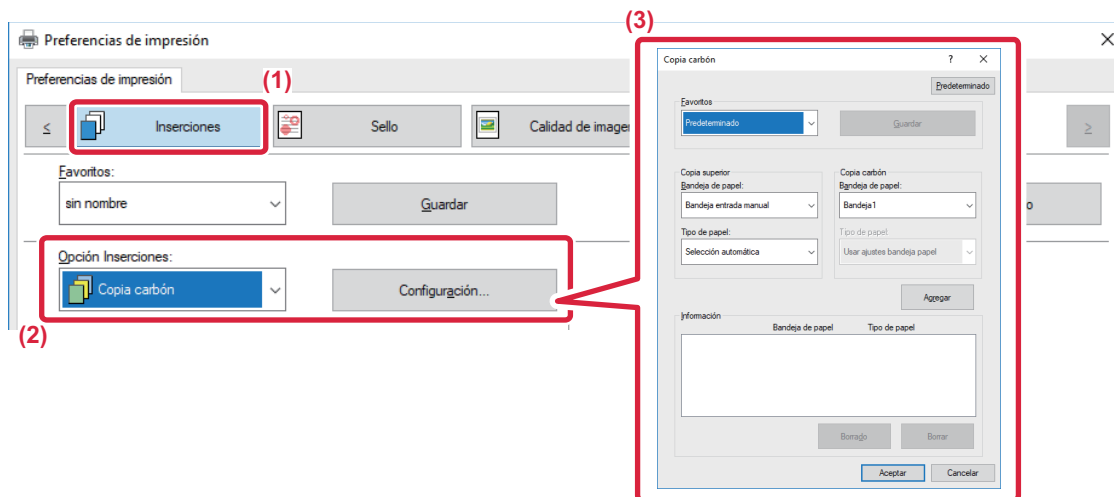 (3)
Preferencias de impresión
Preferencias de impresión
(1)
< Inserciones Sello Calidad de imagen >
Favoritos:
sin nombre Guardar o
Opción Inserciones:
Copia carbón Configuración...
(2)
Copia carbón ? ×
Predeterminado
Favoritos
Predeterminado Guardar
Copia superior Copia carbón
Bandeja de papel: Bandeja de papel:
Bandeja entrada manual Bandeja1
Tipo de papel: Tipo de papel:
Selección automática Usar ajustes bandeja papel
Agregar
Información
Bandeja de papel Tipo de papel
Borrado Borrar
Aceptar Cancelar